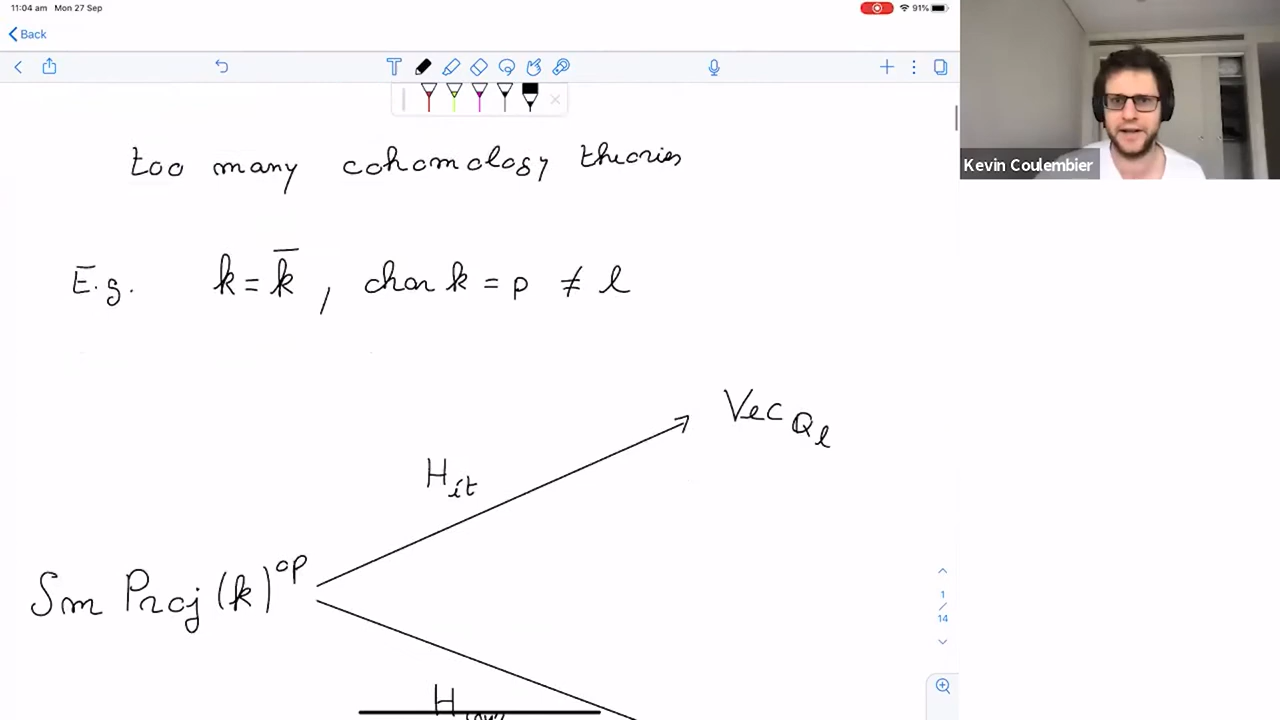 11:04 am Mon 27 Sep
91%
Back
T
too many cohomology theories
E.g. k = k̅ , char k = p ≠ l
Vec_{Q_l}
H_{ét}
Sm Proj(k)^{op}
H
1
/
14
Kevin Coulembier